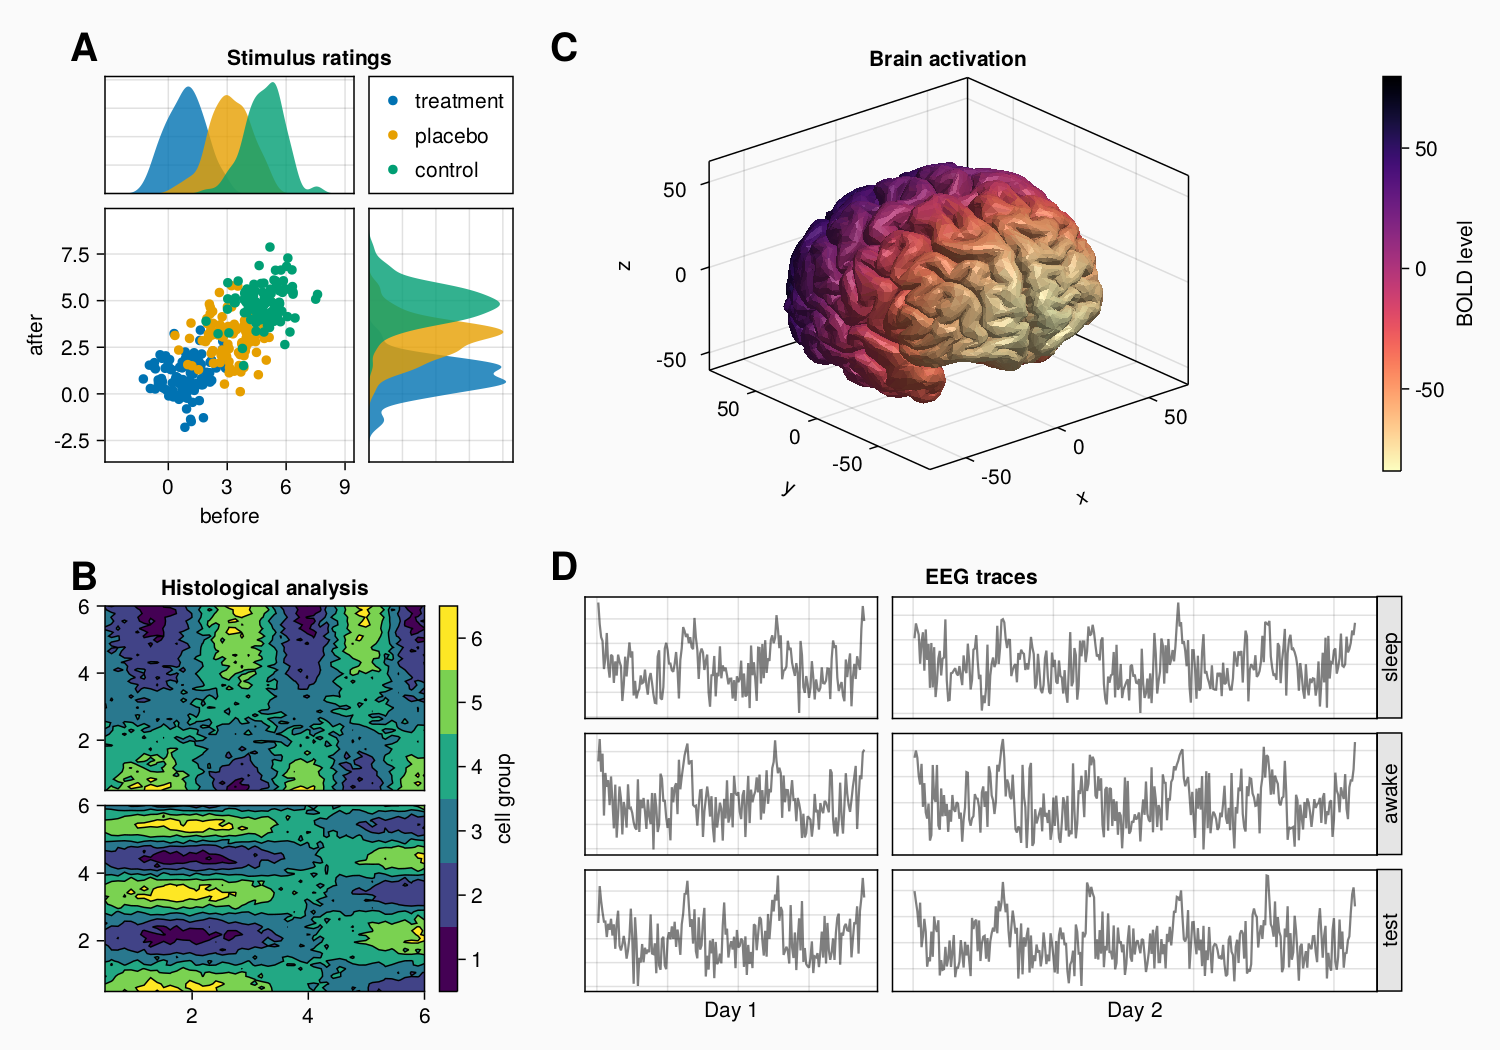 A
Stimulus ratings
treatment
placebo
control
after
7.5
5.0
2.5
0.0
-2.5
0 3 6 9
before
B
Histological analysis
6
4
2
6
4
2
2 4 6
6
5
4
3
2
1
cell group
C
Brain activation
z
50
0
-50
50
0
-50
y
-50
0
50
x
50
0
-50
BOLD level
D
EEG traces
sleep
awake
test
Day 1 Day 2